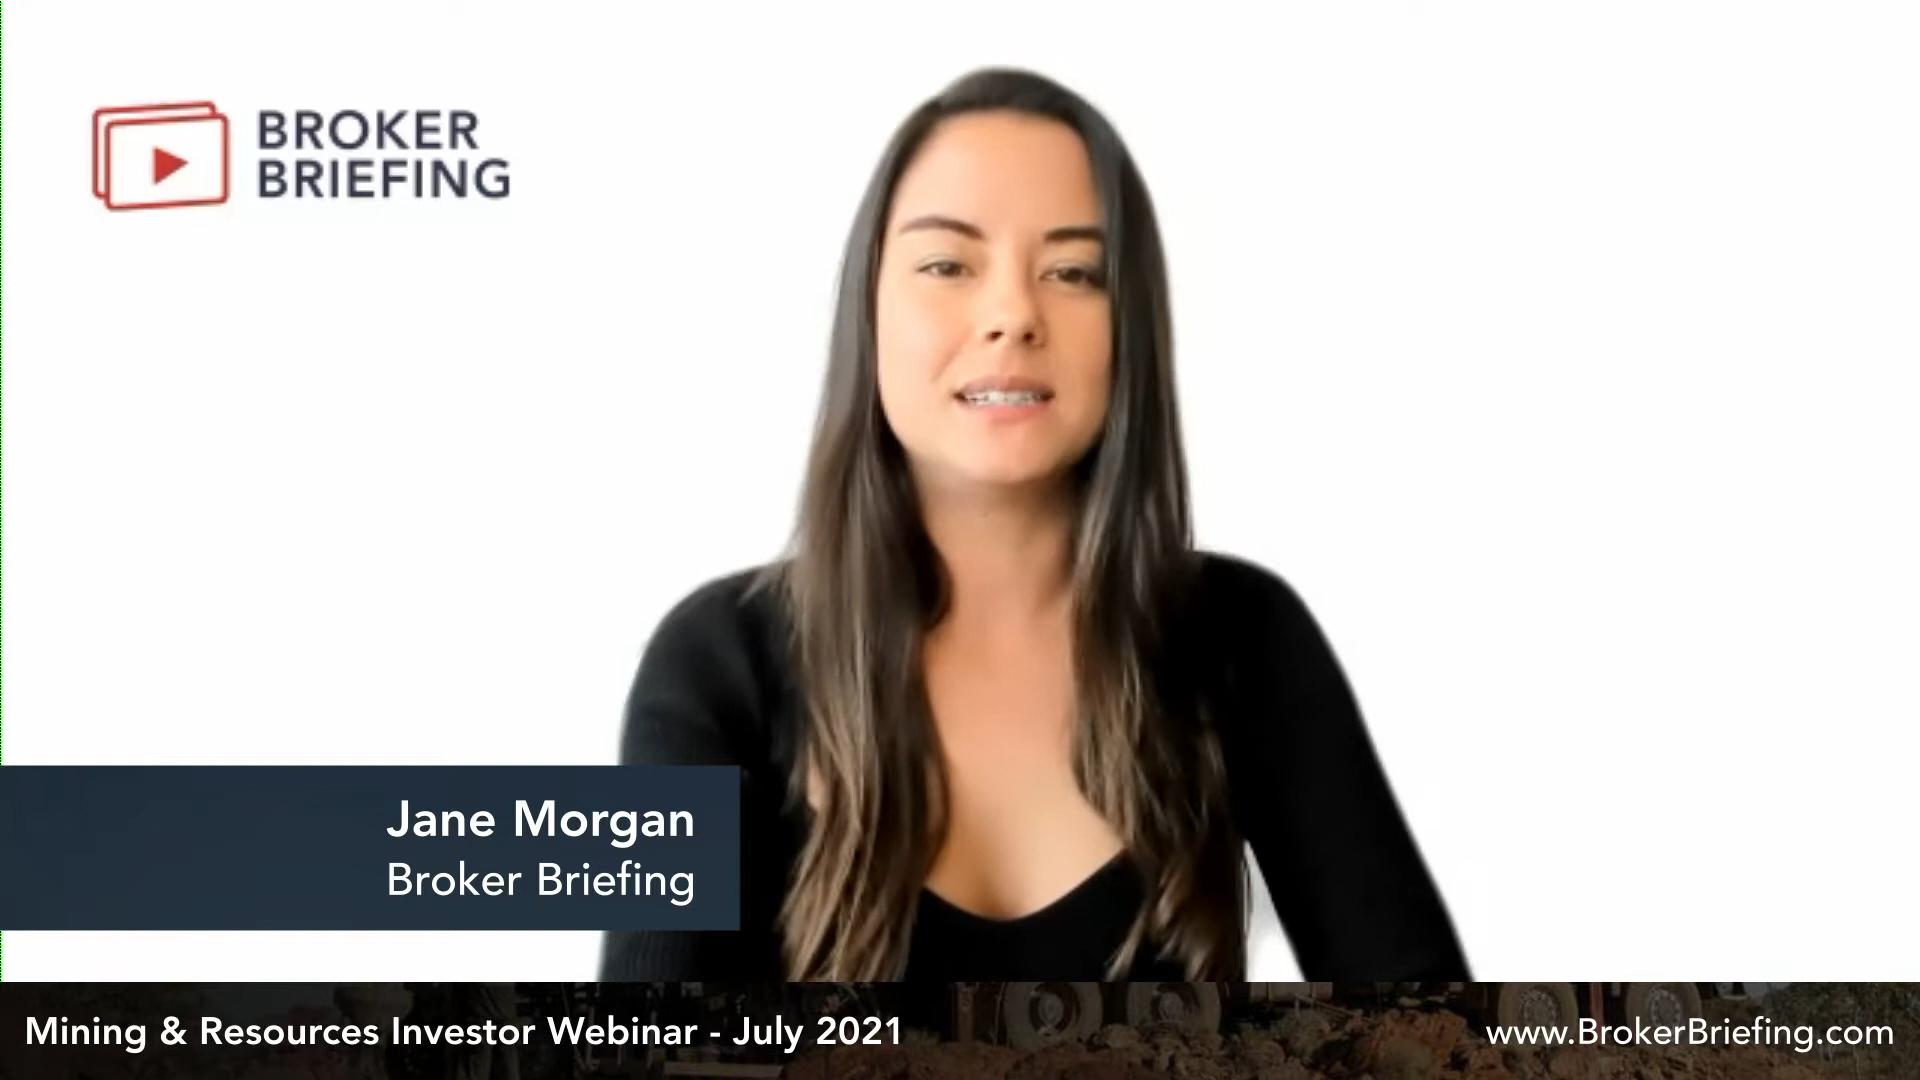 BROKER
BRIEFING
Jane Morgan
Broker Briefing
Mining & Resources Investor Webinar - July 2021
www.BrokerBriefing.com